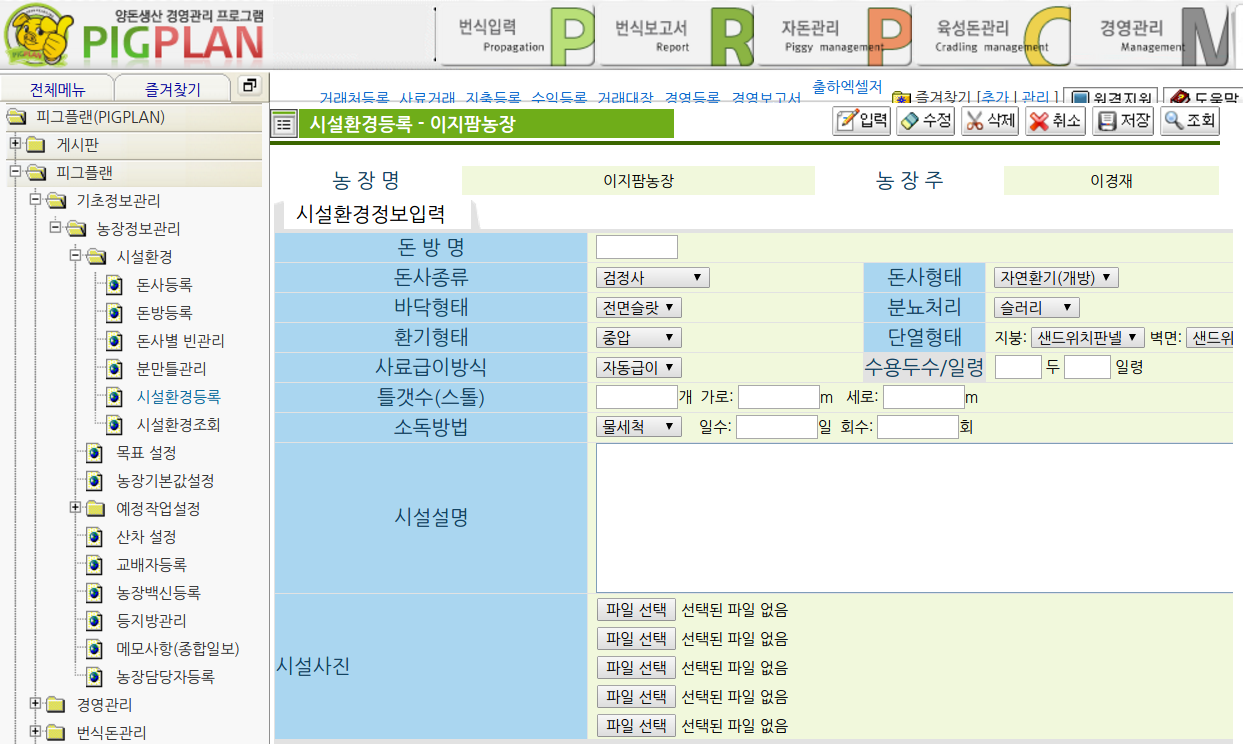 양돈생산 경영관리 프로그램
PIGPLAN
번식입력
Propagation
P
번식보고서
Report
R
자돈관리
Piggy management
P
육성돈관리
Cradling management
C
경영관리
Management
M
전체메뉴 즐겨찾기
거래처등록 사료거래 지출등록 수익등록 거래대장 경영등록 경영보고서 출하엑셀저
즐겨찾기 [추가 | 관리 ] 원격지원 도움말
피그플랜(PIGPLAN)
게시판
피그플랜
기초정보관리
농장정보관리
시설환경
돈사등록
돈방등록
돈사별 빈관리
분만틀관리
시설환경등록
시설환경조회
목표 설정
농장기본값설정
예정작업설정
산차 설정
교배자등록
농장백신등록
등지방관리
메모사항(종합일보)
농장담당자등록
경영관리
번식돈관리
시설환경등록 - 이지팜농장
입력 수정 삭제 취소 저장 조회
농 장 명 이지팜농장 농 장 주 이경재
시설환경정보입력
돈 방 명
돈사종류 검정사 돈사형태 자연환기(개방)
바닥형태 전면슬랏 분뇨처리 슬러리
환기형태 중압 단열형태 지붕: 샌드위치판넬 벽면: 샌드위
사료급이방식 자동급이 수용두수/일령 두 일령
틀갯수(스톨) 개 가로: m 세로: m
소독방법 물세척 일수: 일 회수: 회
시설설명
시설사진
파일 선택 선택된 파일 없음
파일 선택 선택된 파일 없음
파일 선택 선택된 파일 없음
파일 선택 선택된 파일 없음
파일 선택 선택된 파일 없음